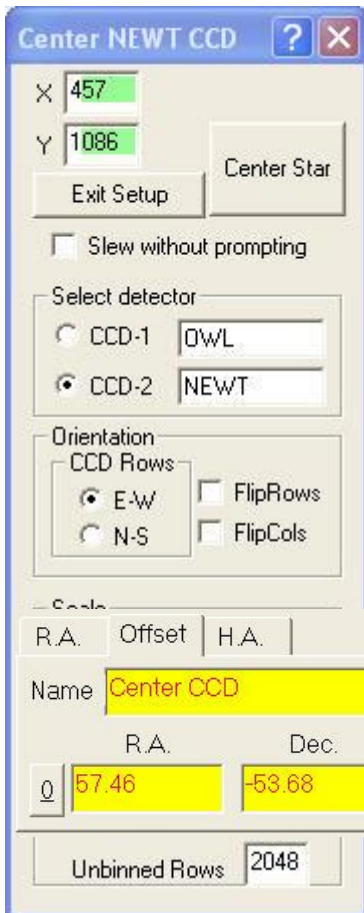 Center NEWT CCD ?
X 457
Y 1086
Center Star
Exit Setup
Slew without prompting
Select detector
CCD-1 OWL
CCD-2 NEWT
Orientation
CCD Rows
E-W FlipRows
N-S FlipCols
Scale
R.A. Offset H.A.
Name Center CCD
R.A. Dec.
0 57.46 -53.68
Unbinned Rows 2048